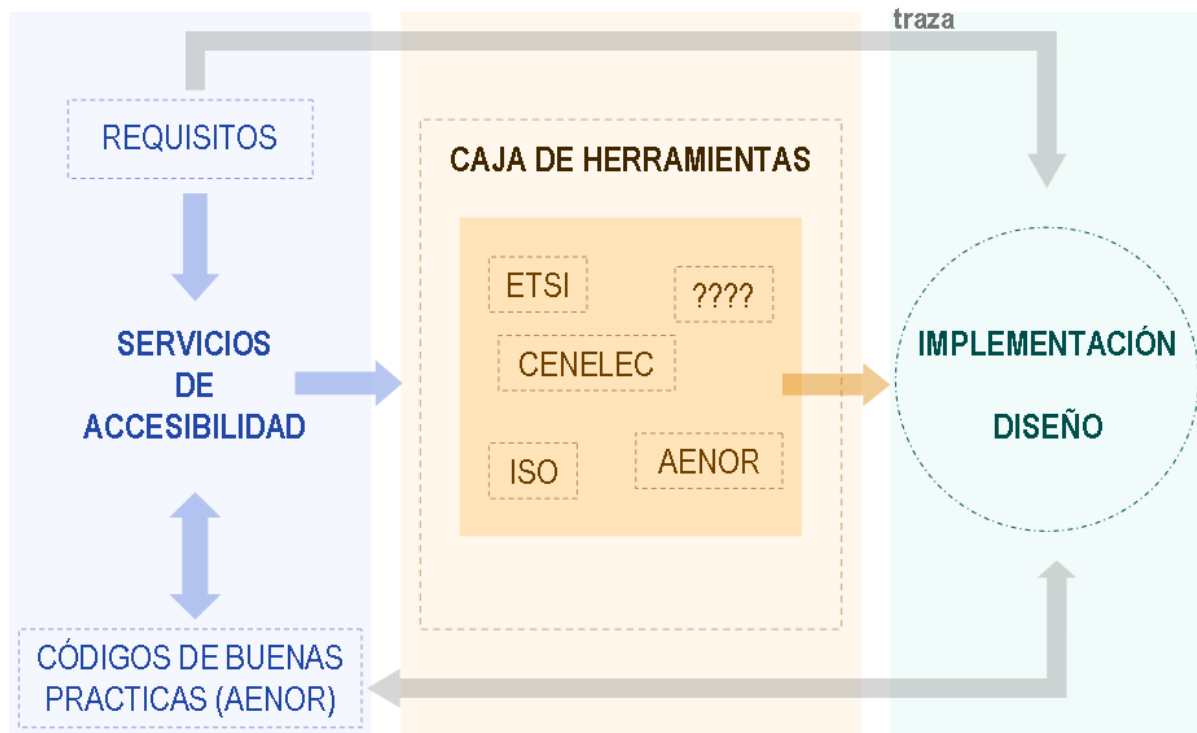 traza
REQUISITOS
SERVICIOS
DE
ACCESIBILIDAD
CÓDIGOS DE BUENAS
PRACTICAS (AENOR)
CAJA DE HERRAMIENTAS
ETSI
????
CENELEC
ISO
AENOR
IMPLEMENTACIÓN
DISEÑO